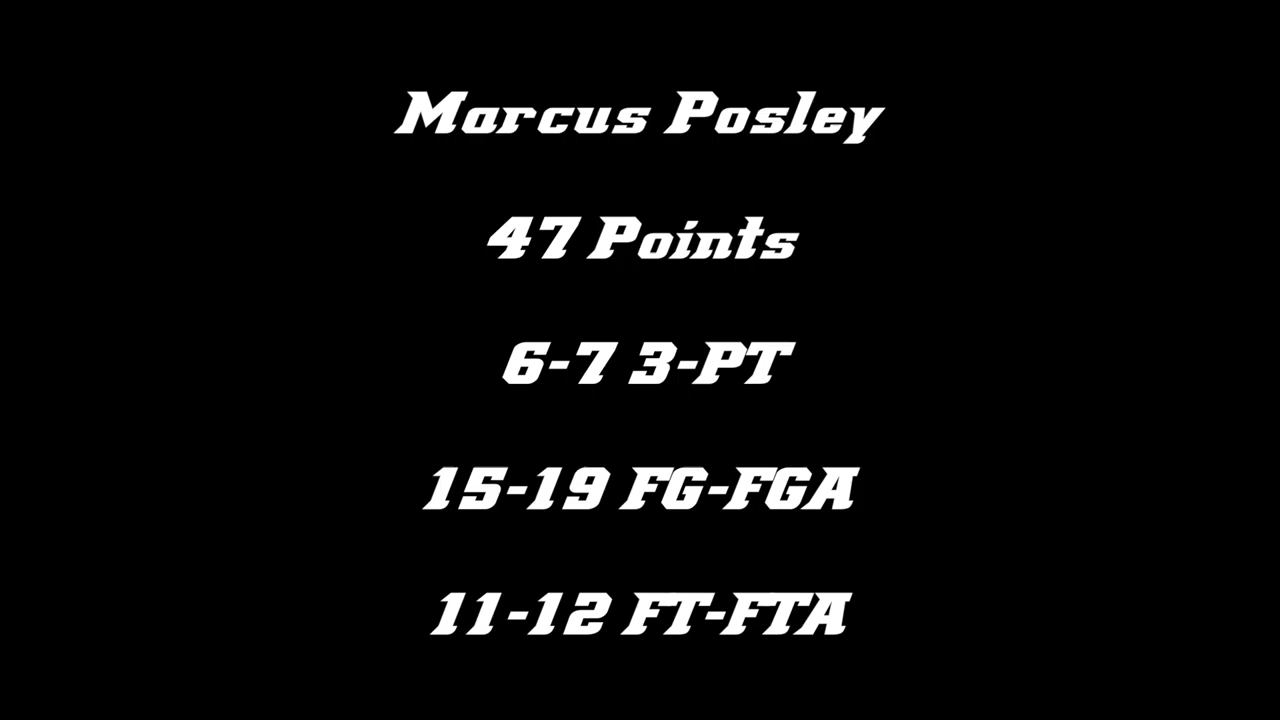 Marcus Posley
47 Points
6-7 3-PT
15-19 FG-FGA
11-12 FT-FTA